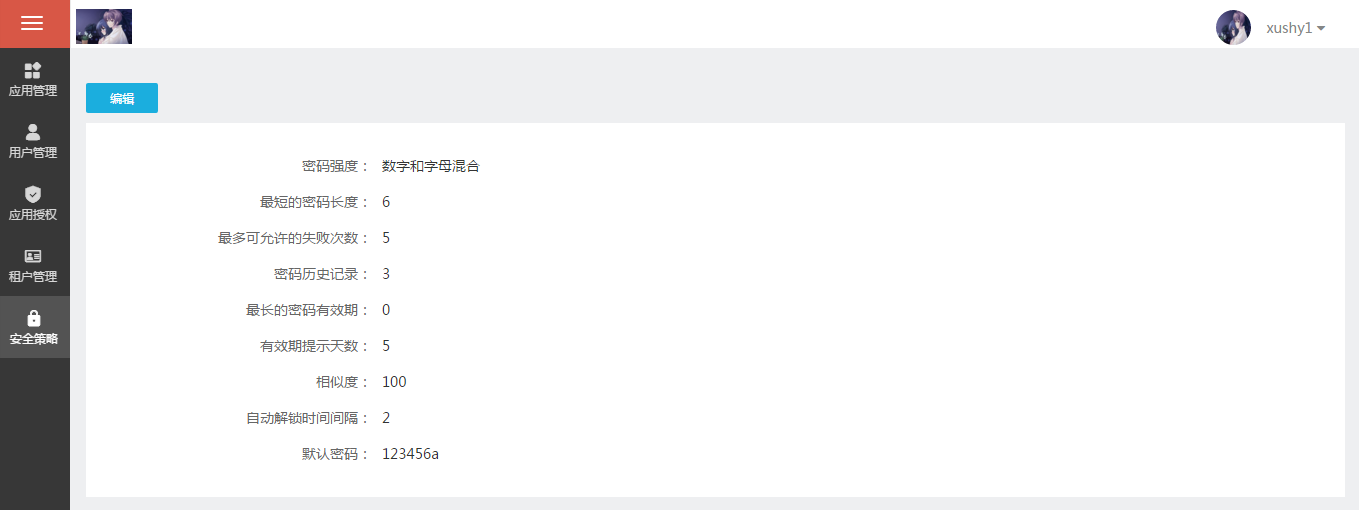 xushy1
应用管理
用户管理
应用授权
租户管理
安全策略
编辑
密码强度： 数字和字母混合
最短的密码长度： 6
最多可允许的失败次数： 5
密码历史记录： 3
最长的密码有效期： 0
有效期提示天数： 5
相似度： 100
自动解锁时间间隔： 2
默认密码： 123456a